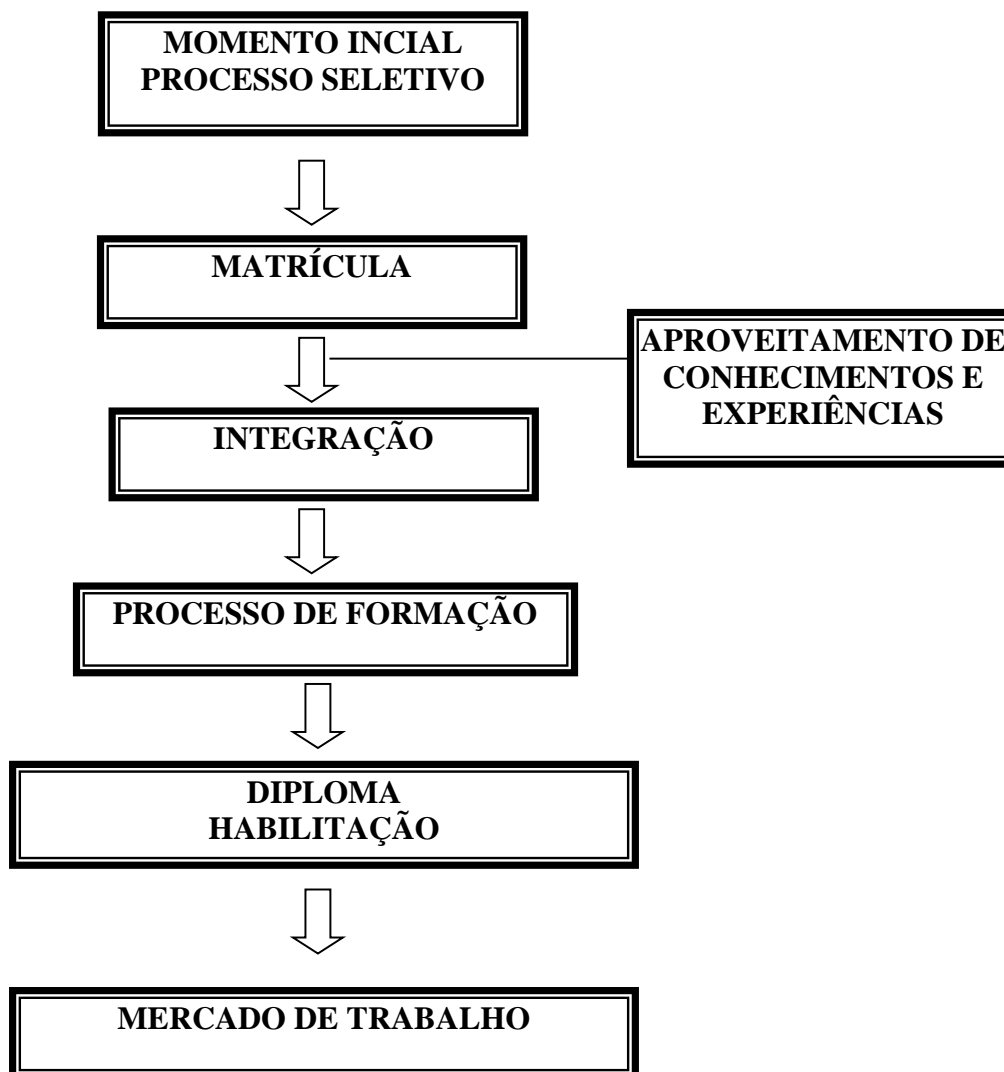 MOMENTO INCIAL
PROCESSO SELETIVO
MATRÍCULA
APROVEITAMENTO DE
CONHECIMENTOS E
EXPERIÊNCIAS
INTEGRAÇÃO
PROCESSO DE FORMAÇÃO
DIPLOMA
HABILITAÇÃO
MERCADO DE TRABALHO